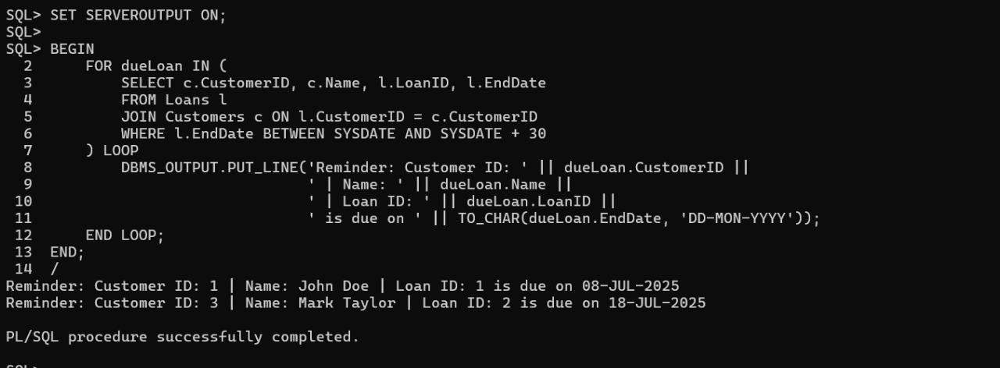 SQL> SET SERVEROUTPUT ON;
SQL>
SQL> BEGIN
  2      FOR dueLoan IN (
  3          SELECT c.CustomerID, c.Name, l.LoanID, l.EndDate
  4          FROM Loans l
  5          JOIN Customers c ON l.CustomerID = c.CustomerID
  6          WHERE l.EndDate BETWEEN SYSDATE AND SYSDATE + 30
  7      ) LOOP
  8          DBMS_OUTPUT.PUT_LINE('Reminder: Customer ID: ' || dueLoan.CustomerID ||
  9                               ' | Name: ' || dueLoan.Name ||
 10                               ' | Loan ID: ' || dueLoan.LoanID ||
 11                               ' is due on ' || TO_CHAR(dueLoan.EndDate, 'DD-MON-YYYY'));
 12      END LOOP;
 13  END;
 14  /
Reminder: Customer ID: 1 | Name: John Doe | Loan ID: 1 is due on 08-JUL-2025
Reminder: Customer ID: 3 | Name: Mark Taylor | Loan ID: 2 is due on 18-JUL-2025

PL/SQL procedure successfully completed.

SQL>